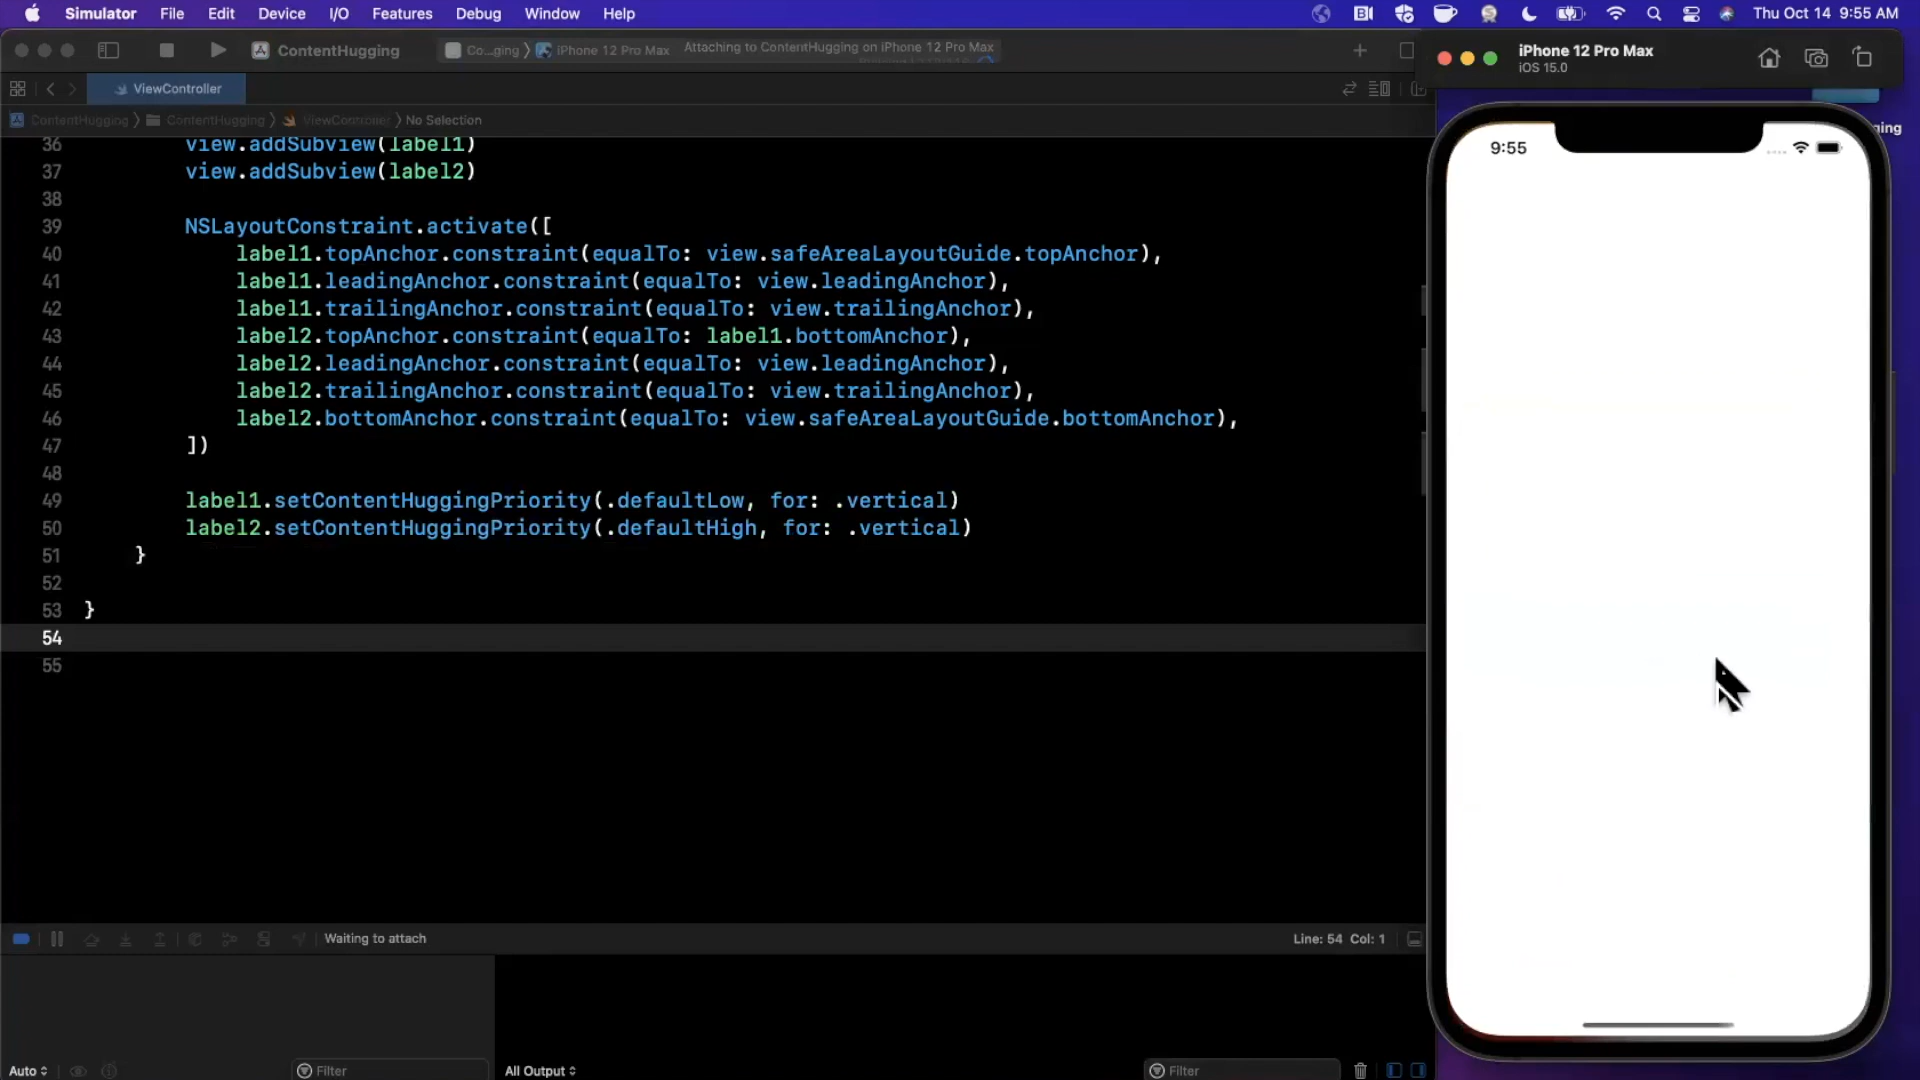 Simulator File Edit Device I/O Features Debug Window Help Thu Oct 14 9:55 AM
ContentHugging Co...ging iPhone 12 Pro Max Attaching to ContentHugging on iPhone 12 Pro Max
iPhone 12 Pro Max
iOS 15.0
ViewController
ContentHugging ContentHugging ViewController No Selection
ging
9:55
36 view.addSubview(label1)
37 view.addSubview(label2)
38
39 NSLayoutConstraint.activate([
40 label1.topAnchor.constraint(equalTo: view.safeAreaLayoutGuide.topAnchor),
41 label1.leadingAnchor.constraint(equalTo: view.leadingAnchor),
42 label1.trailingAnchor.constraint(equalTo: view.trailingAnchor),
43 label2.topAnchor.constraint(equalTo: label1.bottomAnchor),
44 label2.leadingAnchor.constraint(equalTo: view.leadingAnchor),
45 label2.trailingAnchor.constraint(equalTo: view.trailingAnchor),
46 label2.bottomAnchor.constraint(equalTo: view.safeAreaLayoutGuide.bottomAnchor),
47 ])
48
49 label1.setContentHuggingPriority(.defaultLow, for: .vertical)
50 label2.setContentHuggingPriority(.defaultHigh, for: .vertical)
51 }
52
53 }
54
55
Waiting to attach Line: 54 Col: 1
Auto Filter All Output Filter